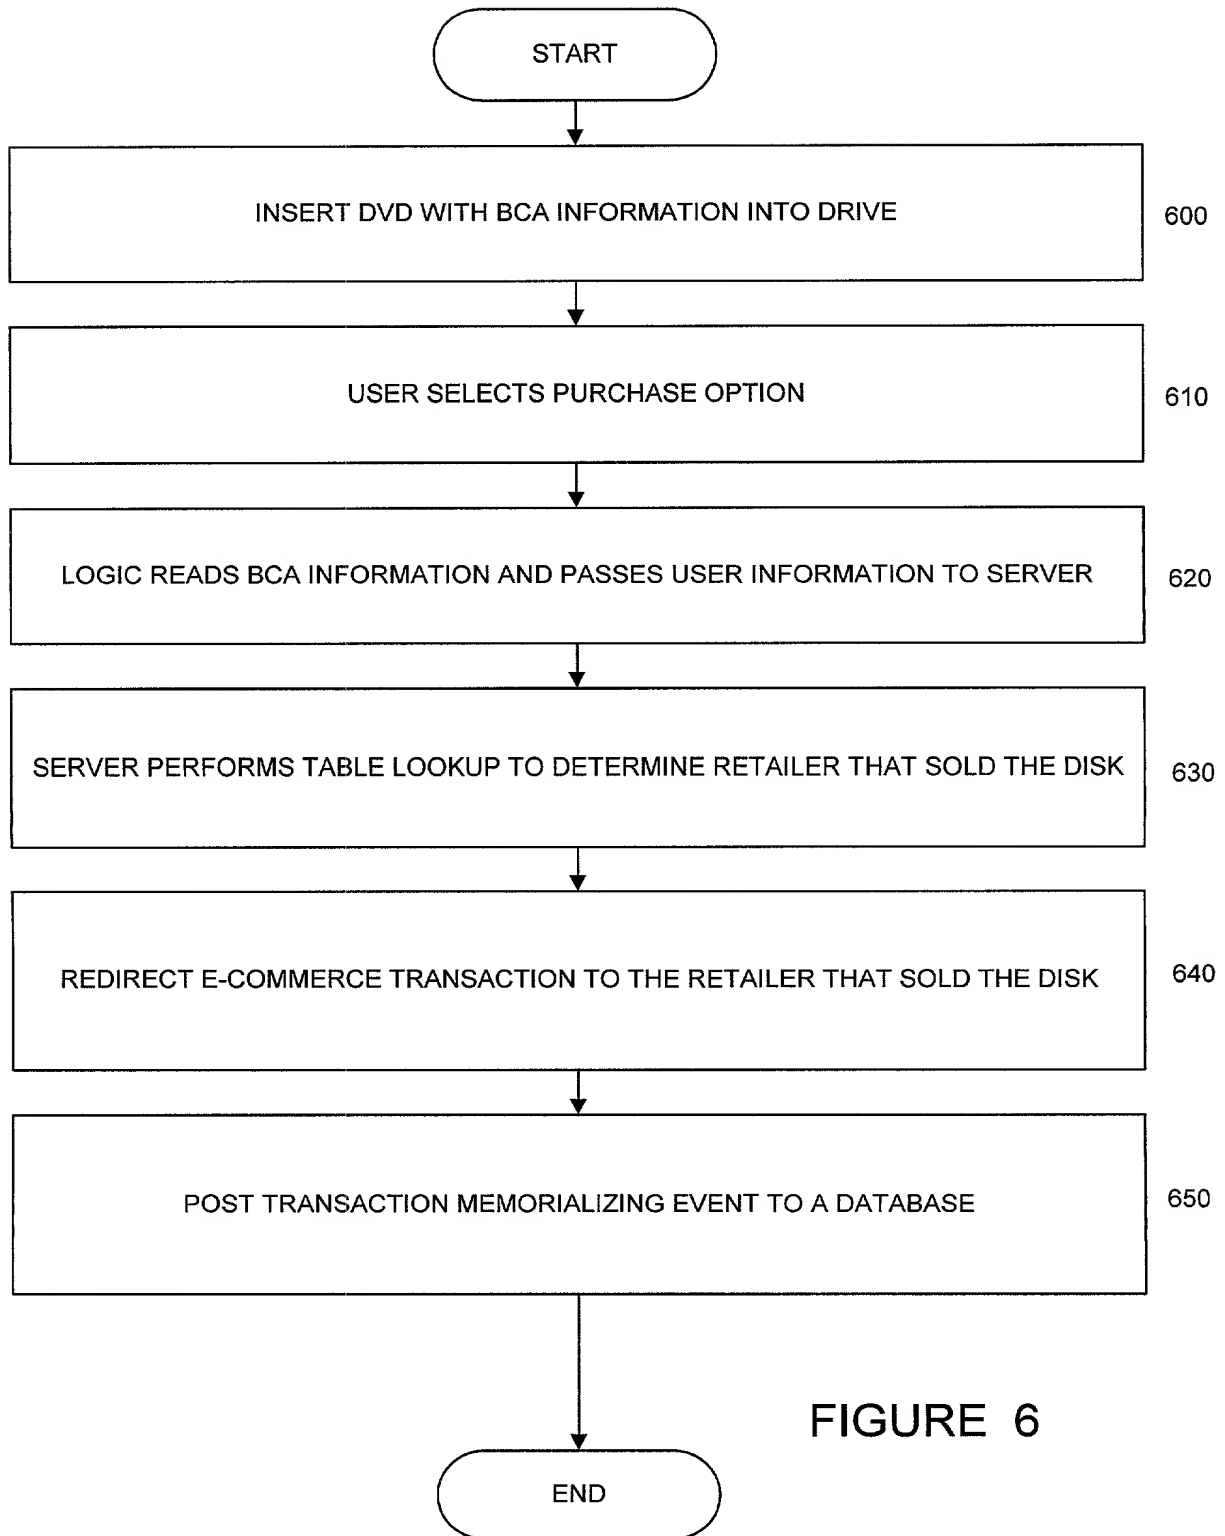 START
INSERT DVD WITH BCA INFORMATION INTO DRIVE
600
USER SELECTS PURCHASE OPTION
610
LOGIC READS BCA INFORMATION AND PASSES USER INFORMATION TO SERVER
620
SERVER PERFORMS TABLE LOOKUP TO DETERMINE RETAILER THAT SOLD THE DISK
630
REDIRECT E-COMMERCE TRANSACTION TO THE RETAILER THAT SOLD THE DISK
640
POST TRANSACTION MEMORIALIZING EVENT TO A DATABASE
650
FIGURE 6
END